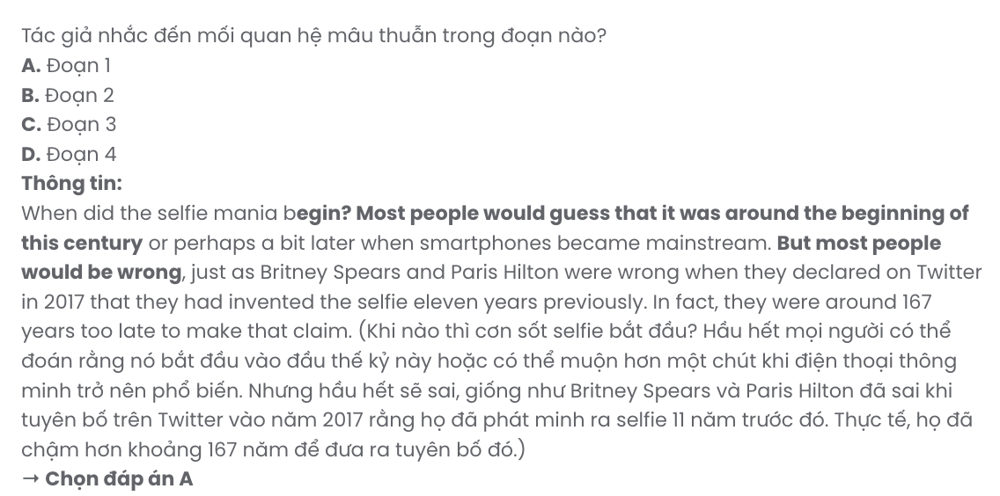 Tác giả nhắc đến mối quan hệ mâu thuẫn trong đoạn nào?
A. Đoạn 1
B. Đoạn 2
C. Đoạn 3
D. Đoạn 4
Thông tin:
When did the selfie mania begin? Most people would guess that it was around the beginning of
this century or perhaps a bit later when smartphones became mainstream. But most people
would be wrong, just as Britney Spears and Paris Hilton were wrong when they declared on Twitter
in 2017 that they had invented the selfie eleven years previously. In fact, they were around 167
years too late to make that claim. (Khi nào thì cơn sốt selfie bắt đầu? Hầu hết mọi người có thể
đoán rằng nó bắt đầu vào đầu thế kỷ này hoặc có thể muộn hơn một chút khi điện thoại thông
minh trở nên phổ biến. Nhưng hầu hết sẽ sai, giống như Britney Spears và Paris Hilton đã sai khi
tuyên bố trên Twitter vào năm 2017 rằng họ đã phát minh ra selfie 11 năm trước đó. Thực tế, họ đã
chậm hơn khoảng 167 năm để đưa ra tuyên bố đó.)
→ Chọn đáp án A